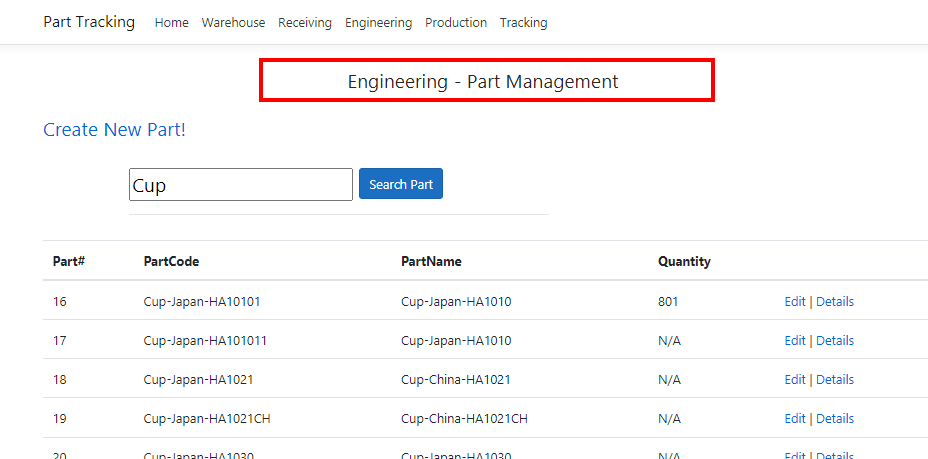 Part Tracking Home Warehouse Receiving Engineering Production Tracking
Engineering - Part Management
Create New Part!
Cup Search Part
Part# PartCode PartName Quantity
16 Cup-Japan-HA10101 Cup-Japan-HA1010 801 Edit | Details
17 Cup-Japan-HA101011 Cup-Japan-HA1010 N/A Edit | Details
18 Cup-Japan-HA1021 Cup-China-HA1021 N/A Edit | Details
19 Cup-Japan-HA1021CH Cup-China-HA1021CH N/A Edit | Details
20 Cup-Japan-HA1030 Cup-Japan-HA1030 N/A Edit | Details